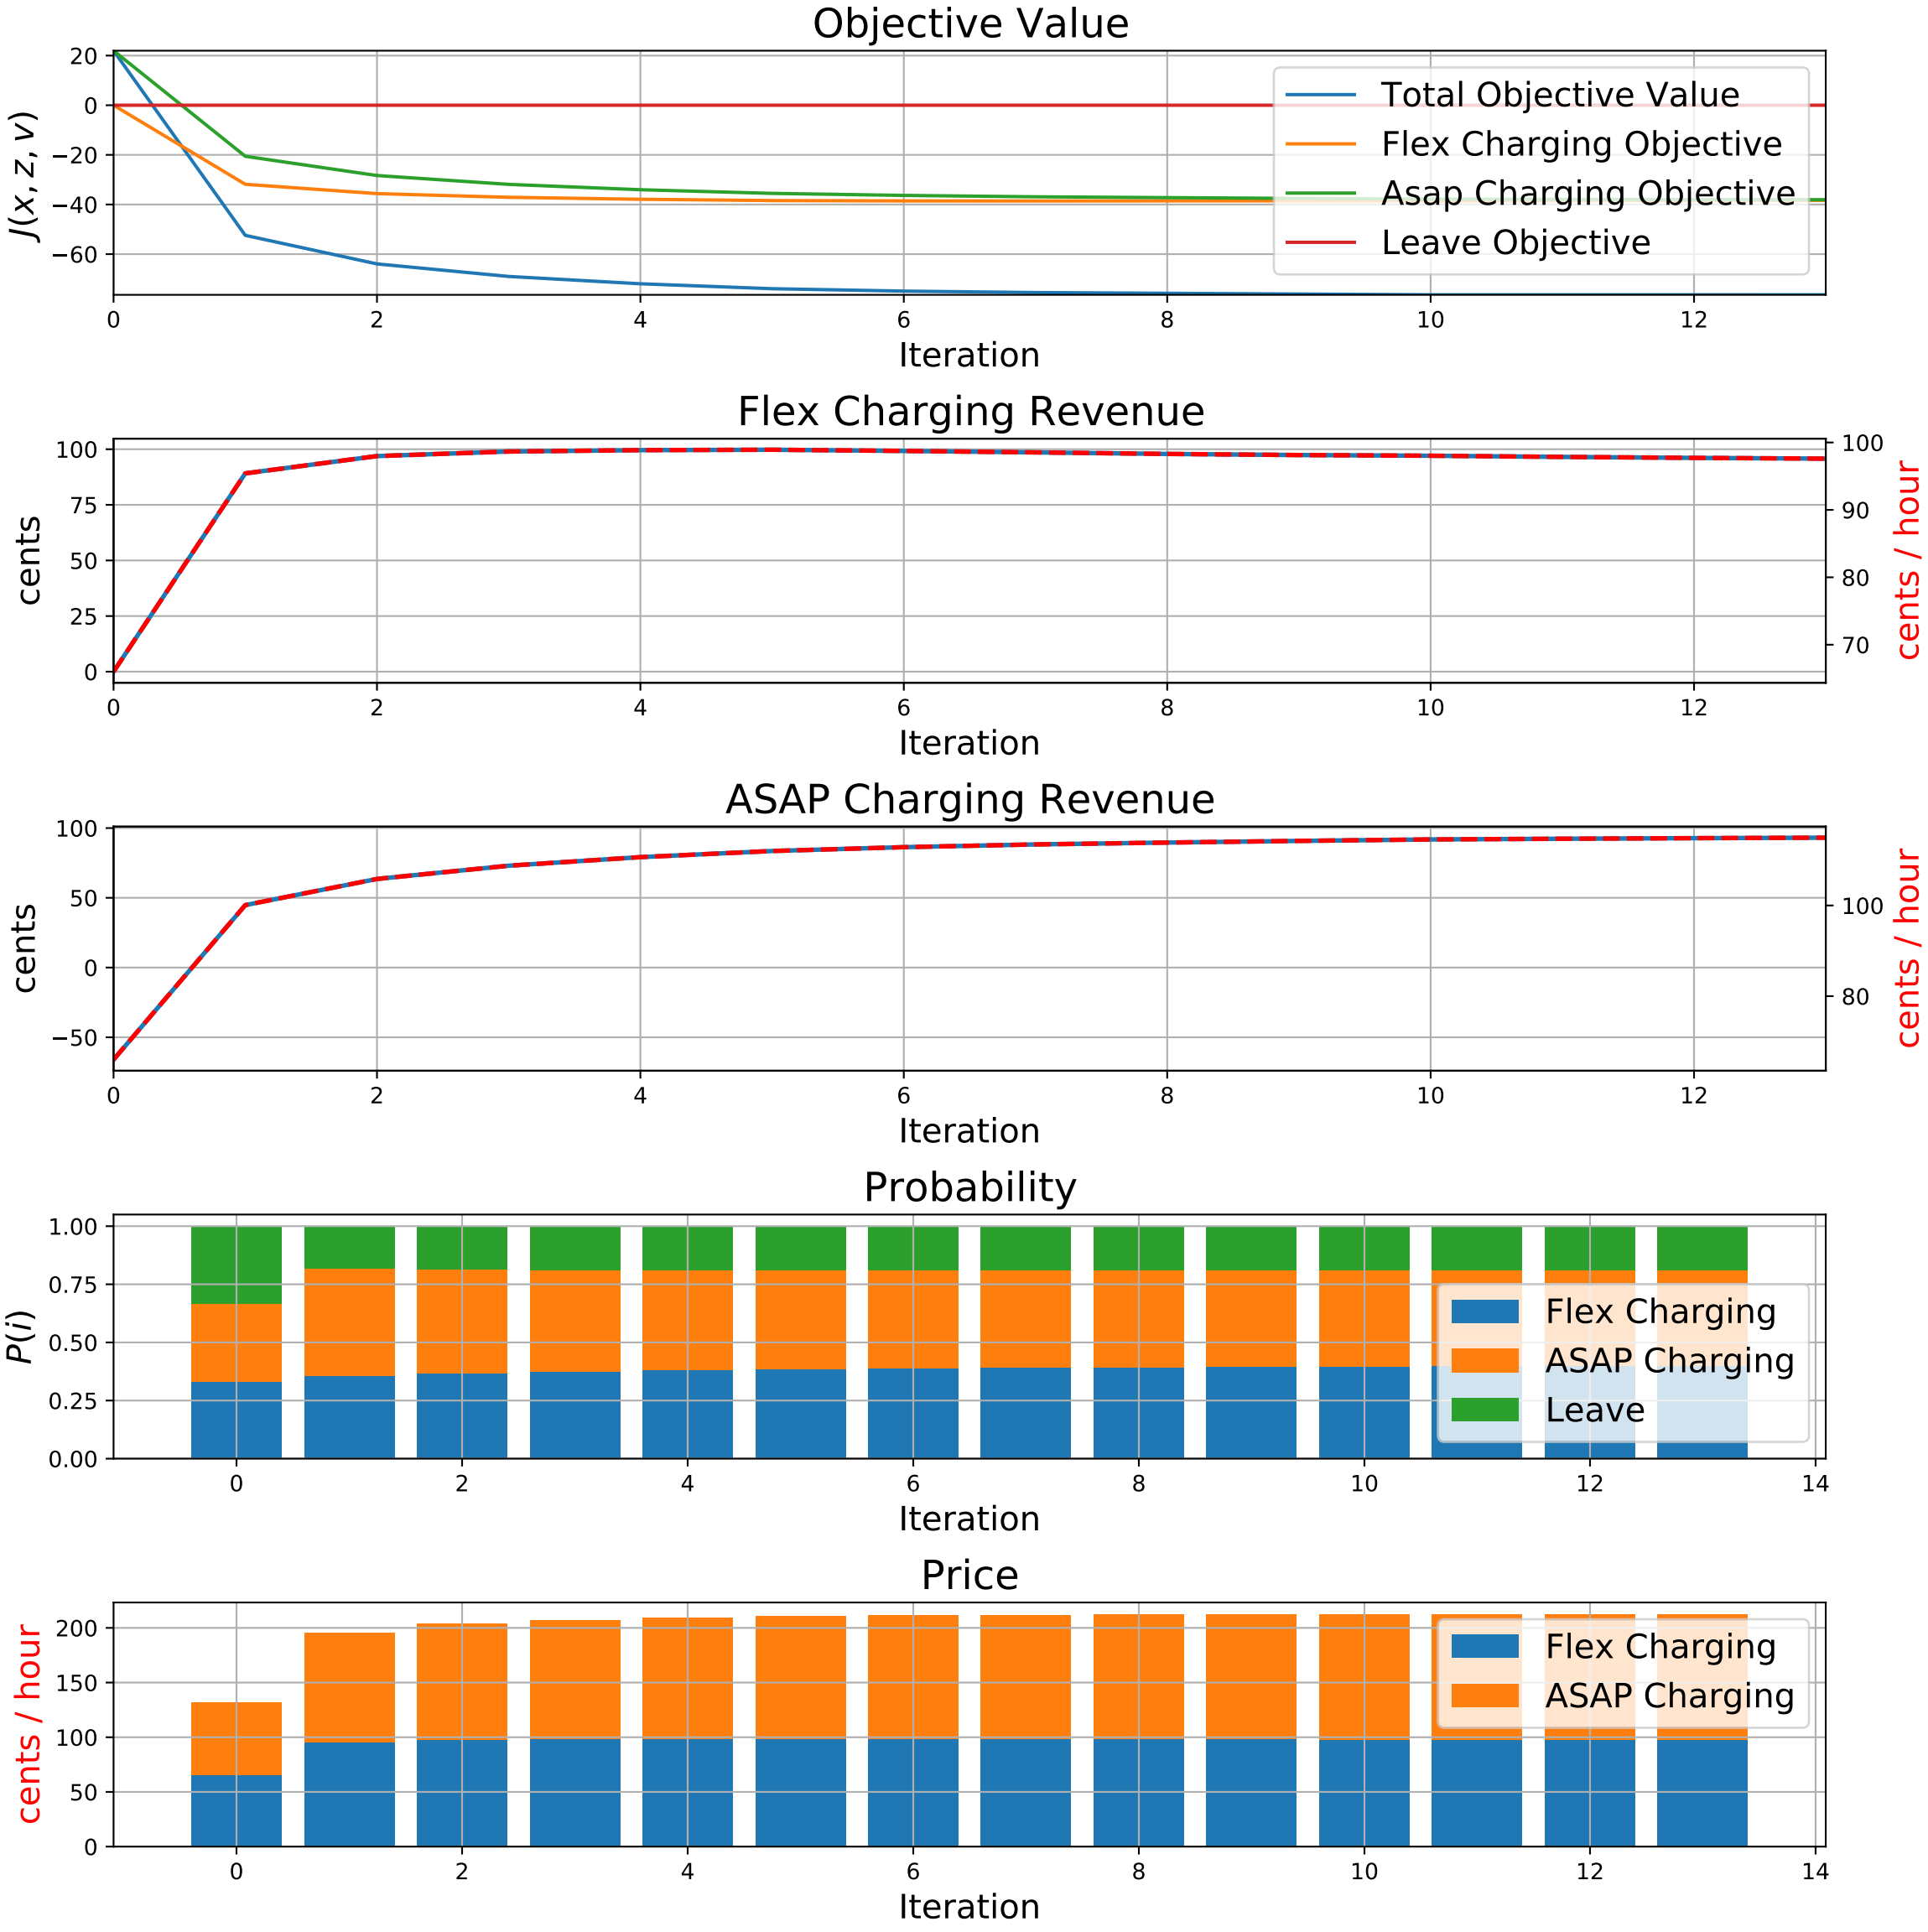 Objective Value
20
0
−20
−40
−60
J(x, z, v)
Total Objective Value
Flex Charging Objective
Asap Charging Objective
Leave Objective
0 2 4 6 8 10 12
Iteration
Flex Charging Revenue
100
75
50
25
0
cents
100
90
80
70
cents / hour
0 2 4 6 8 10 12
Iteration
ASAP Charging Revenue
100
50
0
−50
cents
100
80
cents / hour
0 2 4 6 8 10 12
Iteration
Probability
1.00
0.75
0.50
0.25
0.00
P(i)
Flex Charging
ASAP Charging
Leave
0 2 4 6 8 10 12 14
Iteration
Price
200
150
100
50
0
cents / hour
Flex Charging
ASAP Charging
0 2 4 6 8 10 12 14
Iteration